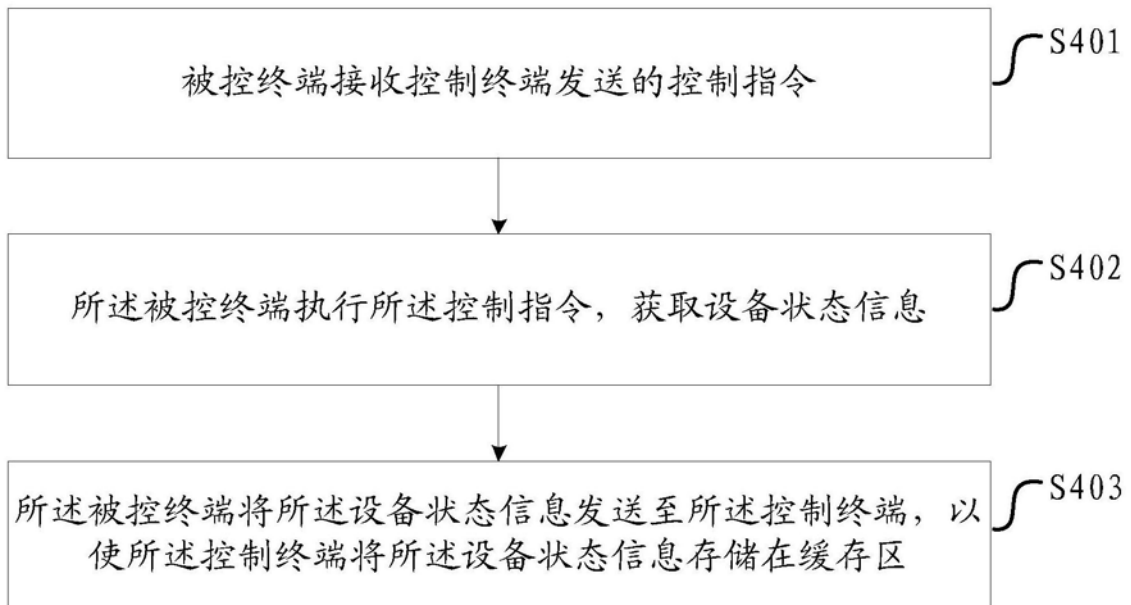 被控终端接收控制终端发送的控制指令
S401
所述被控终端执行所述控制指令，获取设备状态信息
S402
所述被控终端将所述设备状态信息发送至所述控制终端，以
使所述控制终端将所述设备状态信息存储在缓存区
S403